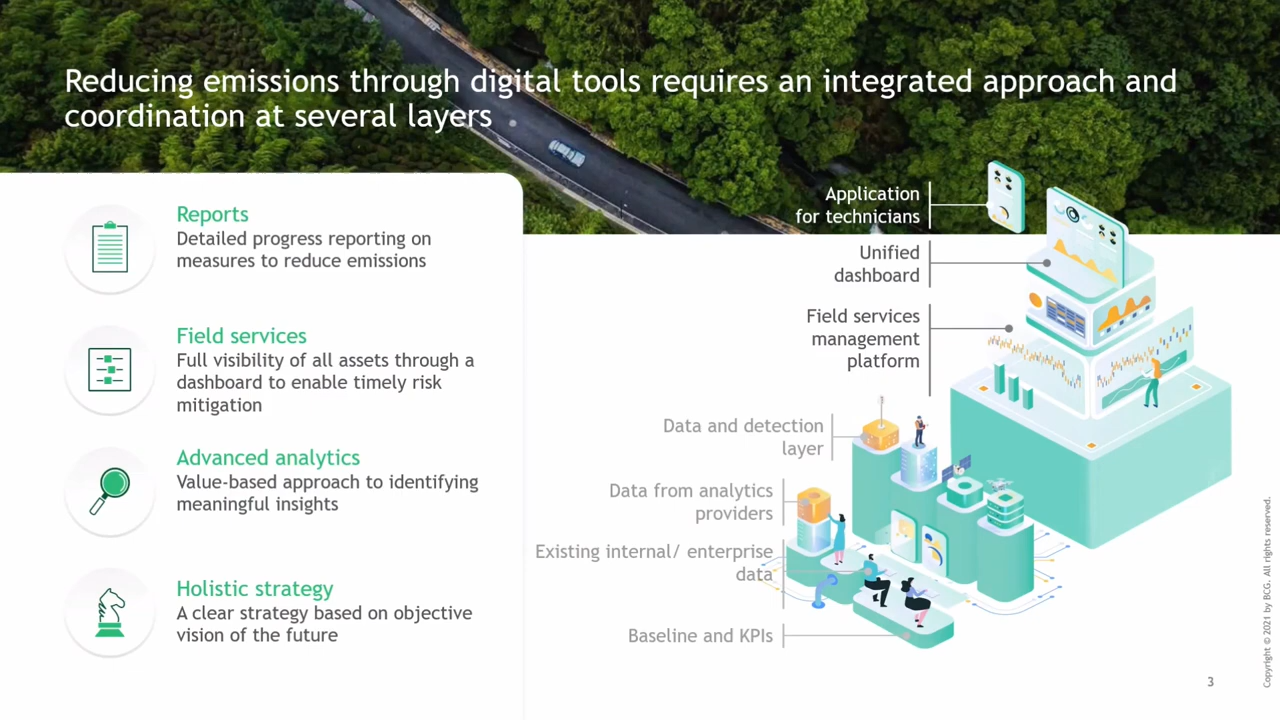 Reducing emissions through digital tools requires an integrated approach and
coordination at several layers
Reports
Detailed progress reporting on
measures to reduce emissions
Field services
Full visibility of all assets through a
dashboard to enable timely risk
mitigation
Advanced analytics
Value-based approach to identifying
meaningful insights
Holistic strategy
A clear strategy based on objective
vision of the future
Application
for technicians
Unified
dashboard
Field services
management
platform
Data and detection
layer
Data from analytics
providers
Existing internal/ enterprise
data
Baseline and KPIs
3
Copyright © 2021 by BCG. All rights reserved.